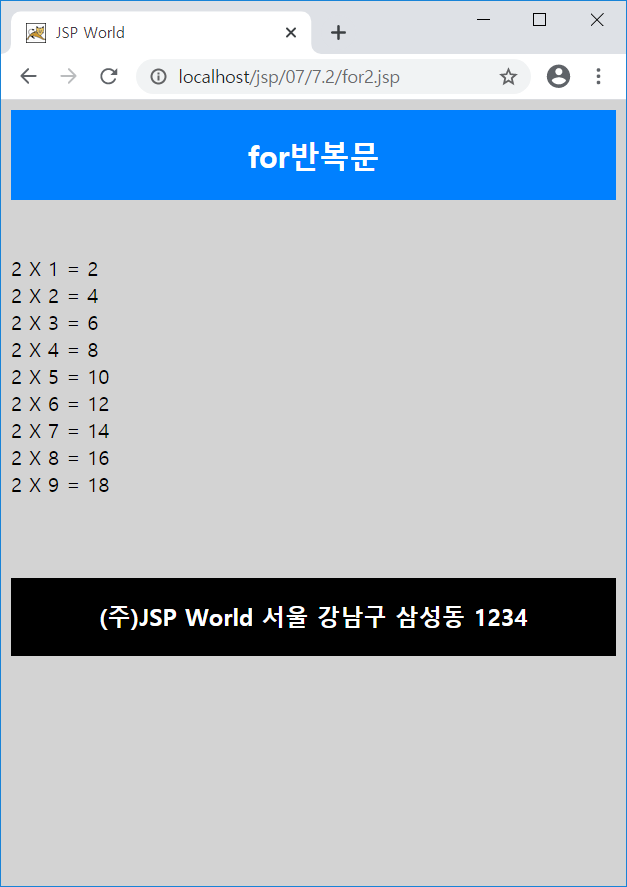 JSP World
localhost/jsp/07/7.2/for2.jsp
for반복문
2 X 1 = 2
2 X 2 = 4
2 X 3 = 6
2 X 4 = 8
2 X 5 = 10
2 X 6 = 12
2 X 7 = 14
2 X 8 = 16
2 X 9 = 18
(주)JSP World 서울 강남구 삼성동 1234